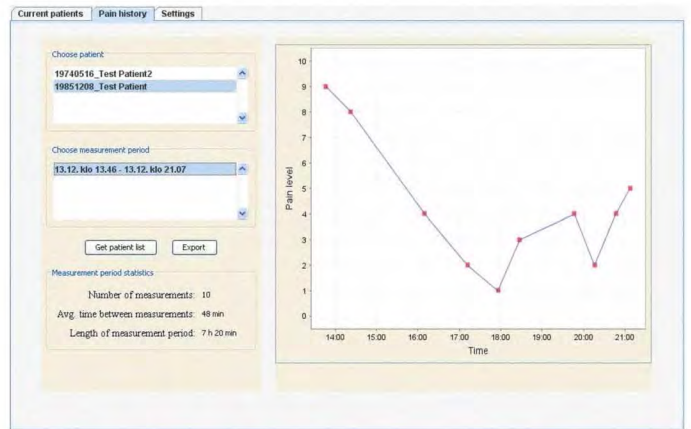 Current patients Pain history Settings
Choose patient
19740516_Test Patient2
19851208_Test Patient
Choose measurement period
13.12. klo 13.46 - 13.12. klo 21.07
Get patient list Export
Measurement period statistics
Number of measurements: 10
Avg. time between measurements: 48 min
Length of measurement period: 7 h 20 min
10
9
8
7
6
5
4
3
2
1
0
Pain level
14:00 15:00 16:00 17:00 18:00 19:00 20:00 21:00
Time